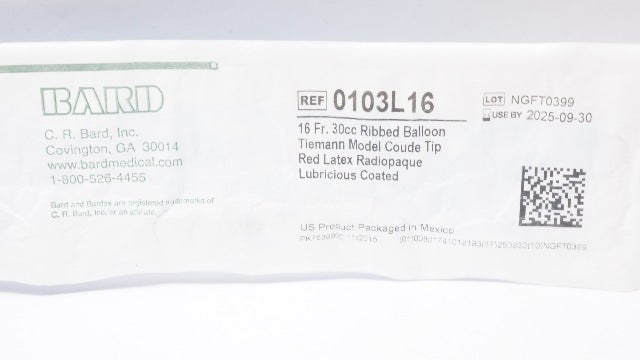 BARD
C. R. Bard, Inc.
Covington, GA 30014
www.bardmedical.com
1-800-526-4455
Bard and Bardex are registered trademarks of
C. R. Bard, Inc. or an affiliate.
REF 0103L16
16 Fr. 30cc Ribbed Balloon
Tiemann Model Coude Tip
Red Latex Radiopaque
Lubricious Coated
US Product Packaged in Mexico
LOT NGFT0399
USE BY 2025-09-30